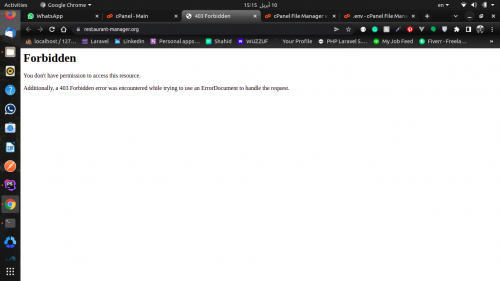 Activities
Google Chrome
10 أبريل 15:15
en
WhatsApp
cPanel - Main
403 Forbidden
cPanel File Manager v
.env - cPanel File Mana
restaurant-manager.org
localhost / 127...
Laravel
LinkedIn
Personal apps...
Shahid
WUZZUF
Your Profile
PHP Laravel S...
My Job Feed
Fiverr - Freela...
Forbidden
You don't have permission to access this resource.
Additionally, a 403 Forbidden error was encountered while trying to use an ErrorDocument to handle the request.